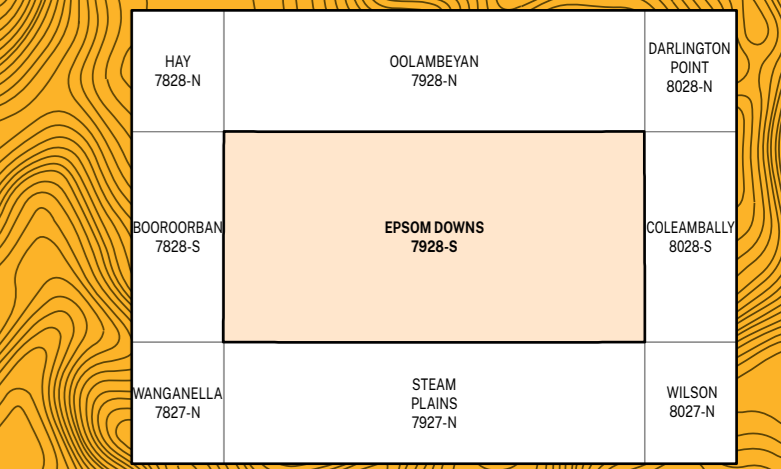 HAY
7828-N
OOLAMBEYAN
7928-N
DARLINGTON
POINT
8028-N
BOOROORBAN
7828-S
EPSOM DOWNS
7928-S
COLEAMBALLY
8028-S
WANGANELLA
7827-N
STEAM
PLAINS
7927-N
WILSON
8027-N